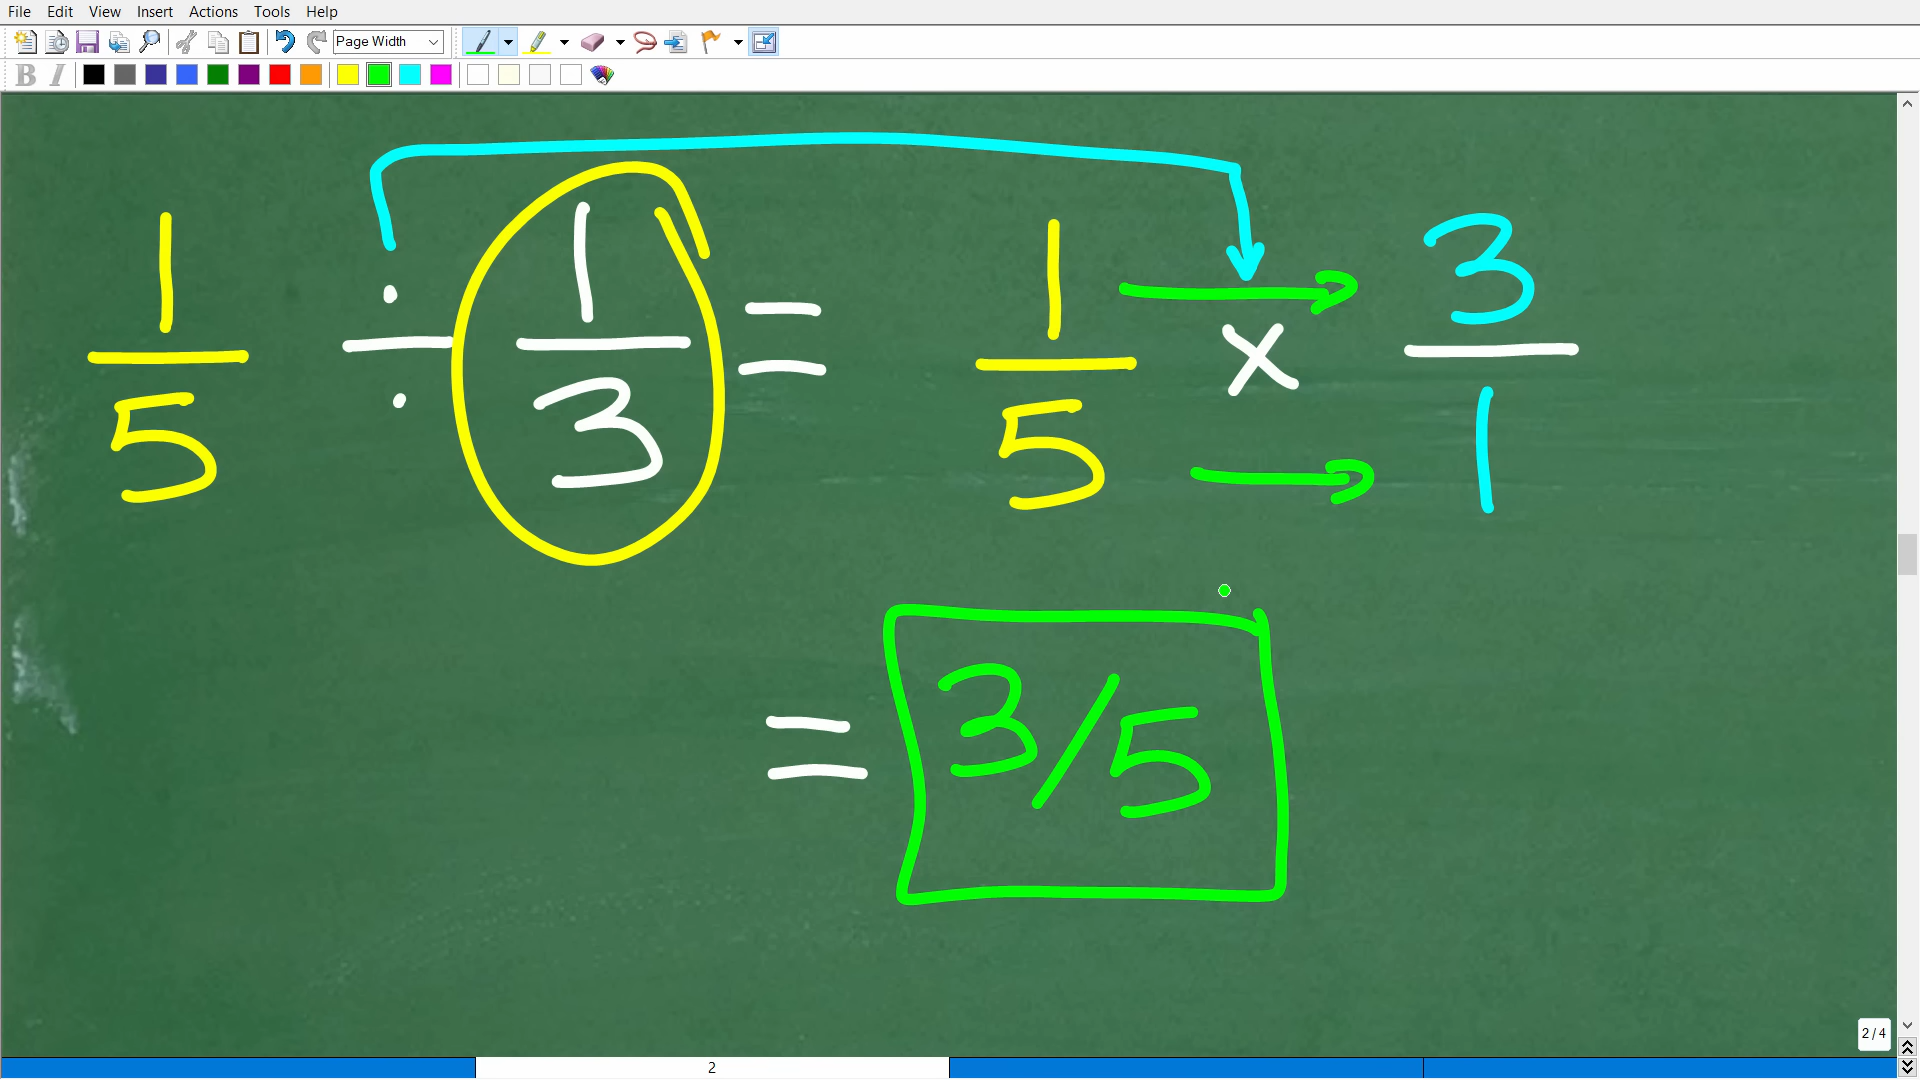 File Edit View Insert Actions Tools Help
Page Width
B I
1/5 ÷ 1/3 = 1/5 x 3/1
= 3/5
2 / 4
2